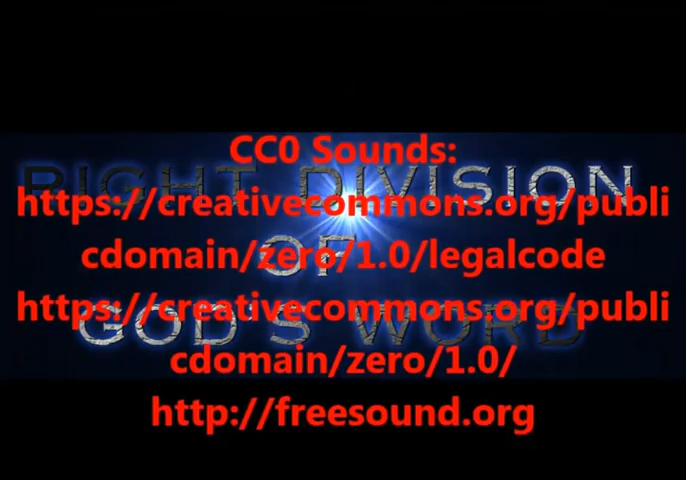 CC0 Sounds:
RIGHT DIVISION
https://creativecommons.org/publi
cdomain/zero/1.0/legalcode
OF
https://creativecommons.org/publi
GOD'S WORD
cdomain/zero/1.0/
http://freesound.org